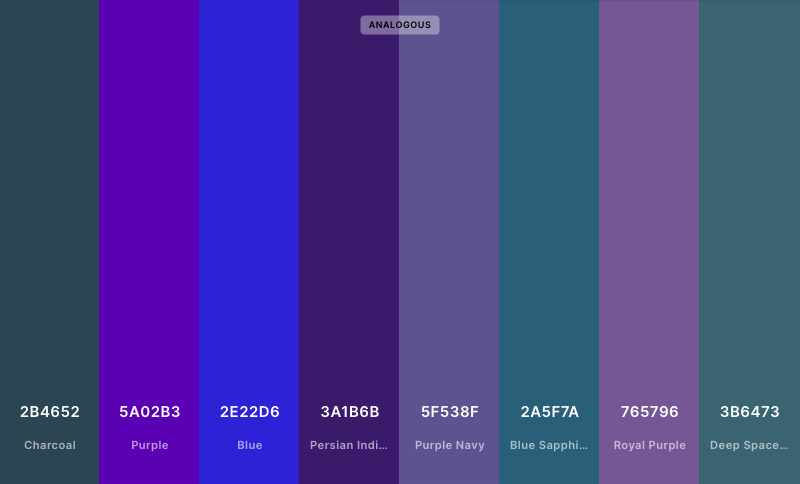 ANALOGOUS
2B4652 5A02B3 2E22D6 3A1B6B 5F538F 2A5F7A 765796 3B6473
Charcoal Purple Blue Persian Indi... Purple Navy Blue Sapphi... Royal Purple Deep Space...